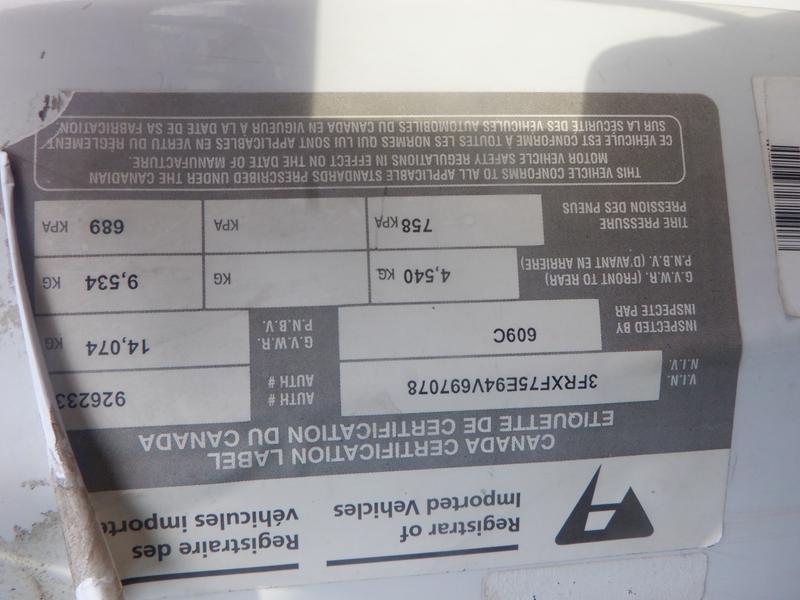 Registrar of
Imported Vehicles
Registraire des
véhicules importé
CANADA CERTIFICATION LABEL
ETIQUETTE DE CERTIFICATION DU CANADA
V.I.N.
N.I.V.
3FRXF75E94V697078
AUTH #
AUTH #
926233
INSPECTED BY
INSPECTE PAR
609C
G.V.W.R.
P.N.B.V.
14,074 KG
G.V.W.R. (FRONT TO REAR)
P.N.B.V. (D'AVANT EN ARRIÈRE)
4,540 KG
KG
9,534 KG
TIRE PRESSURE
PRESSION DES PNEUS
758 KPA
KPA
689 KPA
THIS VEHICLE CONFORMS TO ALL APPLICABLE STANDARDS PRESCRIBED UNDER THE CANADIAN
MOTOR VEHICLE SAFETY REGULATIONS IN EFFECT ON THE DATE OF MANUFACTURE.
CE VÉHICULE EST CONFORME À TOUTES LES NORMES QUI LUI SONT APPLICABLES EN VERTU DU RÉGLEMENT
SUR LA SÉCURITÉ DES VÉHICULES AUTOMOBILES DU CANADA EN VIGUEUR À LA DATE DE SA FABRICATION.